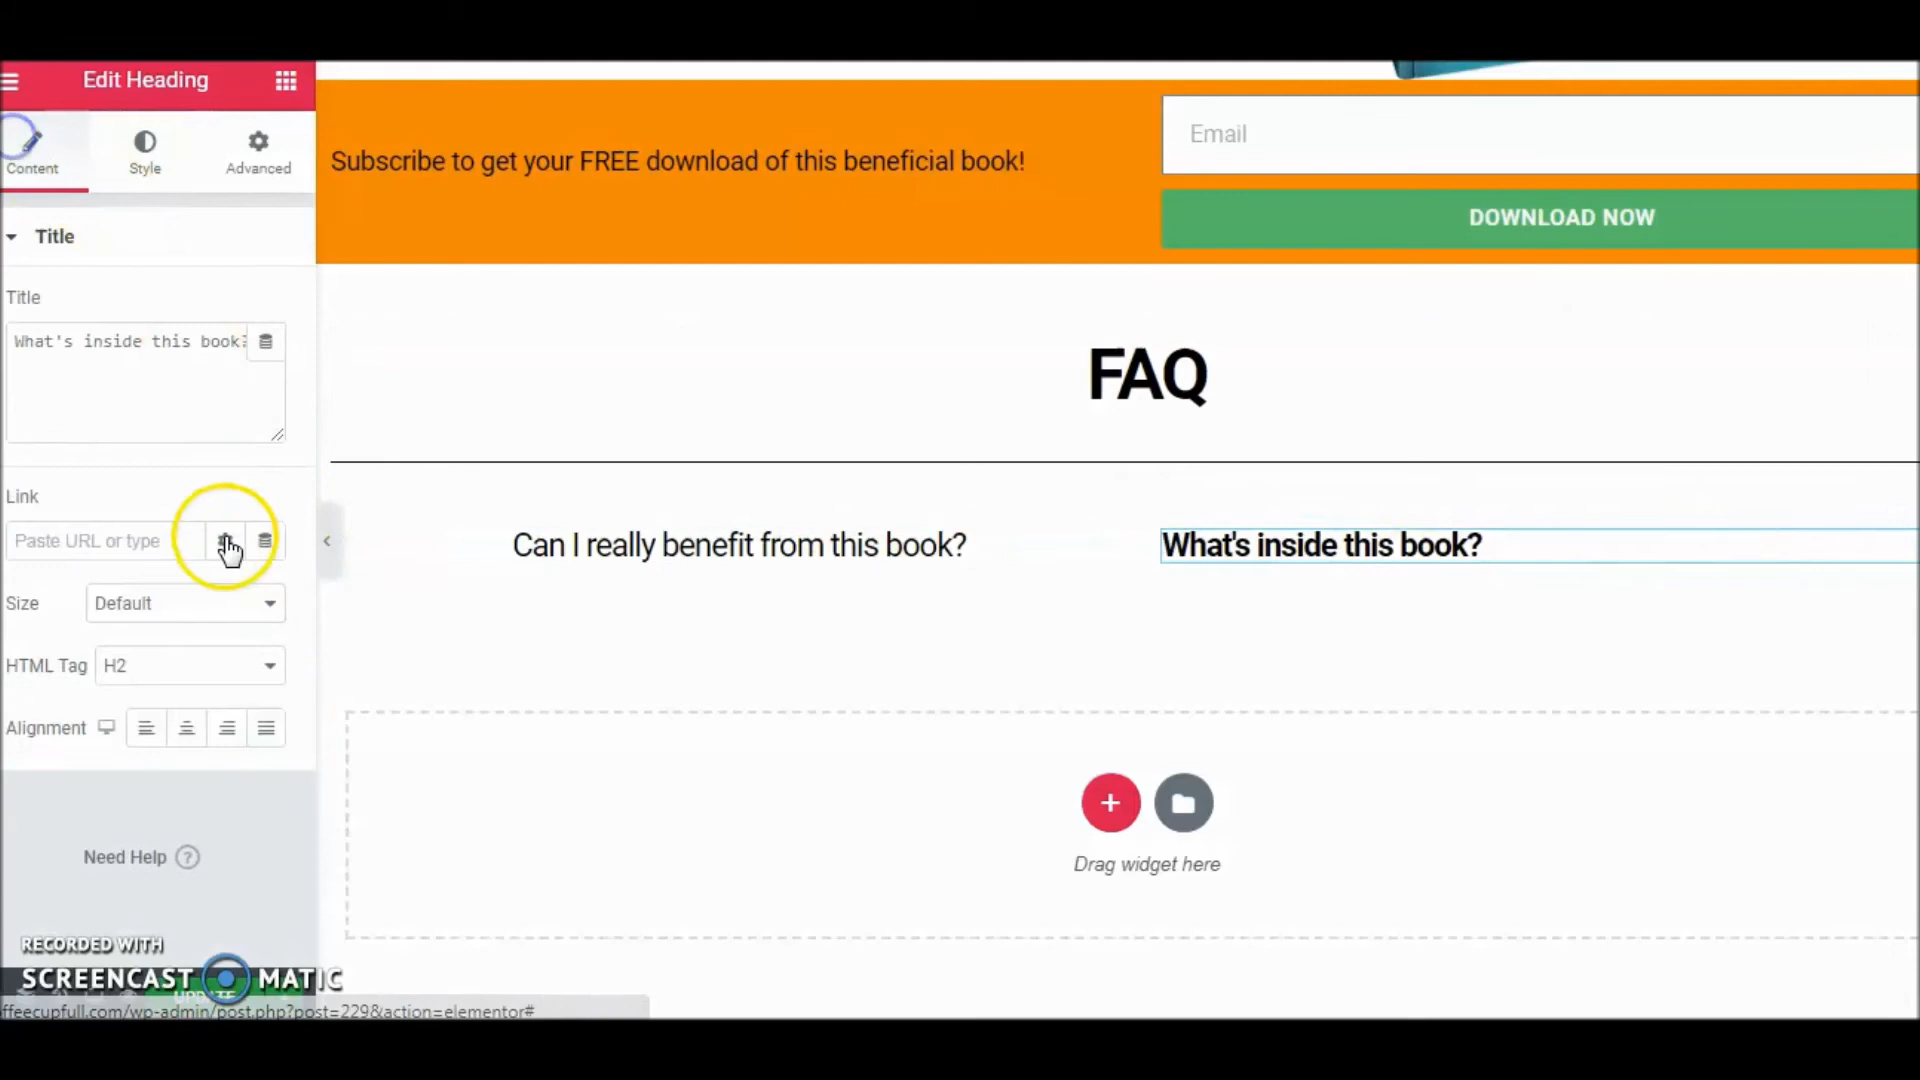 Edit Heading
Content
Style
Advanced
Title
Title
What's inside this book?
Link
Paste URL or type
Size
Default
HTML Tag
H2
Alignment
Need Help
?
Subscribe to get your FREE download of this beneficial book!
Email
DOWNLOAD NOW
FAQ
Can I really benefit from this book?
What's inside this book?
Drag widget here
RECORDED WITH
SCREENCAST MATIC
UPDATE
ffeecupfull.com/wp-admin/post.php?post=229&action=elementor#